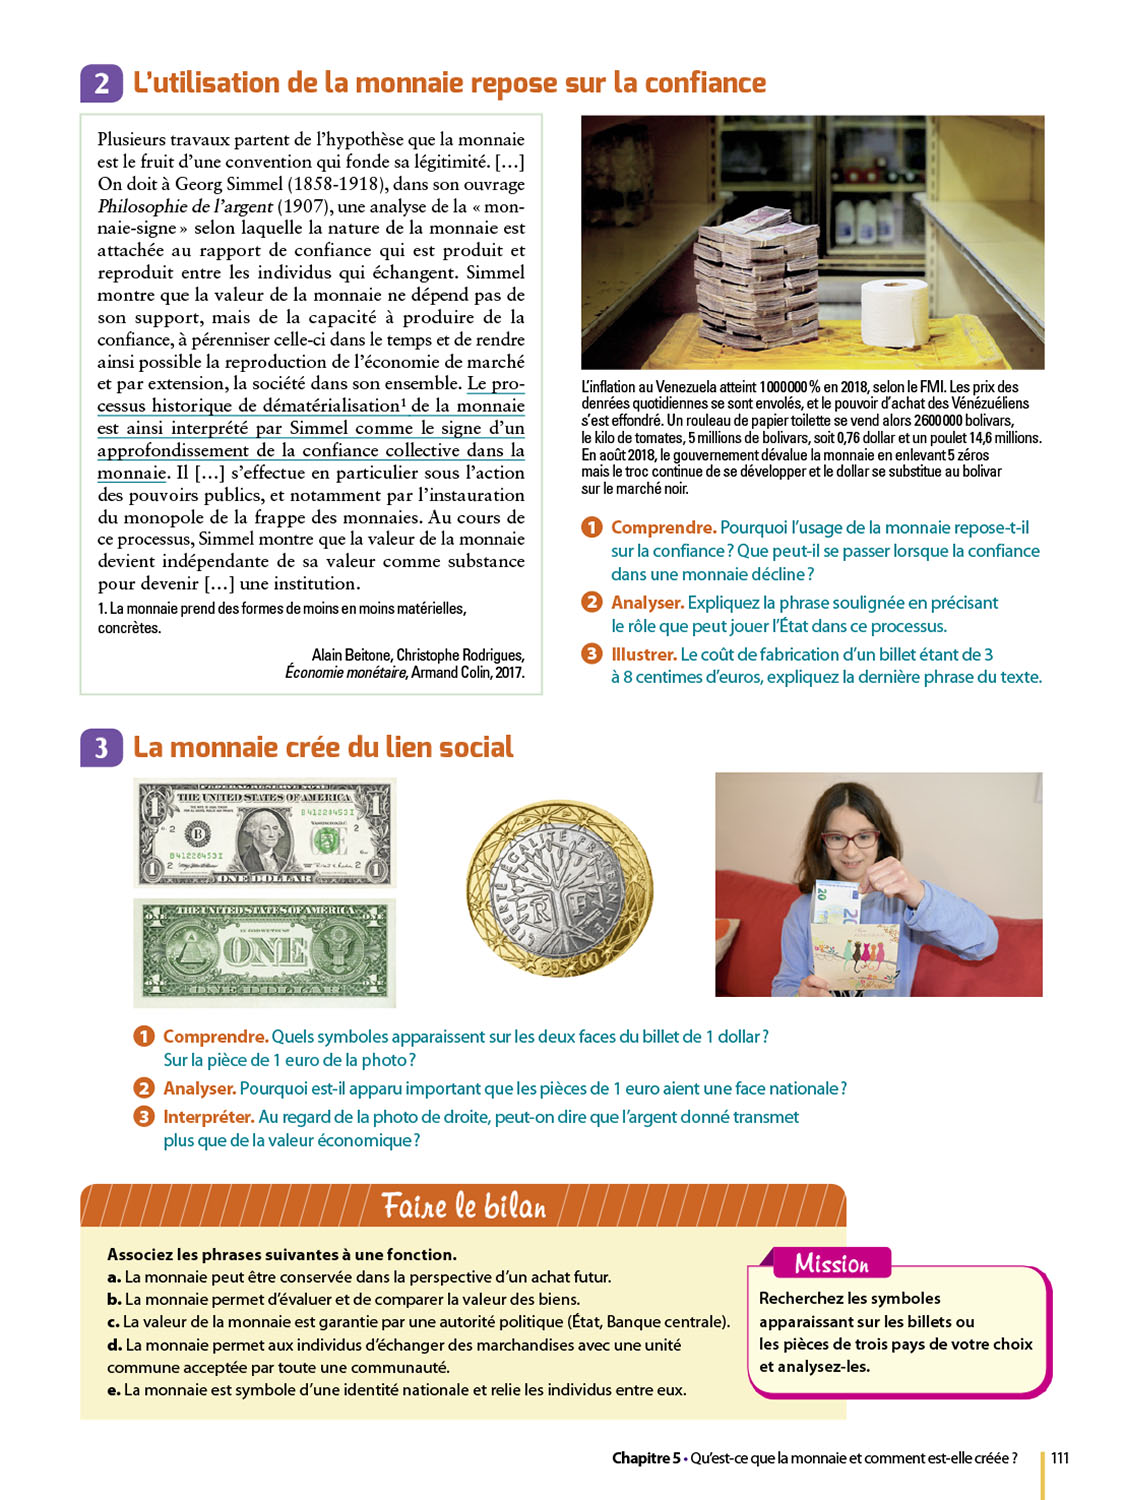 2 L’utilisation de la monnaie repose sur la confiance
Plusieurs travaux partent de l’hypothèse que la monnaie
est le fruit d’une convention qui fonde sa légitimité. […]
On doit à Georg Simmel (1858-1918), dans son ouvrage
Philosophie de l’argent (1907), une analyse de la « mon-
naie-signe » selon laquelle la nature de la monnaie est
attachée au rapport de confiance qui est produit et
reproduit entre les individus qui échangent. Simmel
montre que la valeur de la monnaie ne dépend pas de
son support, mais de la capacité à produire de la
confiance, à pérenniser celle-ci dans le temps et de rendre
ainsi possible la reproduction de l’économie de marché
et par extension, la société dans son ensemble. Le pro-
cessus historique de dématérialisation¹ de la monnaie
est ainsi interprété par Simmel comme le signe d’un
approfondissement de la confiance collective dans la
monnaie. Il […] s’effectue en particulier sous l’action
des pouvoirs publics, et notamment par l’instauration
du monopole de la frappe des monnaies. Au cours de
ce processus, Simmel montre que la valeur de la monnaie
devient indépendante de sa valeur comme substance
pour devenir […] une institution.
1. La monnaie prend des formes de moins en moins matérielles,
concrètes.
Alain Beitone, Christophe Rodrigues,
Économie monétaire, Armand Colin, 2017.
L’inflation au Venezuela atteint 1 000 000 % en 2018, selon le FMI. Les prix des
denrées quotidiennes se sont envolés, et le pouvoir d’achat des Vénézuéliens
s’est effondré. Un rouleau de papier toilette se vend alors 2 600 000 bolivars,
le kilo de tomates, 5 millions de bolivars, soit 0,76 dollar et un poulet 14,6 millions.
En août 2018, le gouvernement dévalue la monnaie en enlevant 5 zéros
mais le troc continue de se développer et le dollar se substitue au bolivar
sur le marché noir.
1 Comprendre. Pourquoi l’usage de la monnaie repose-t-il
sur la confiance ? Que peut-il se passer lorsque la confiance
dans une monnaie décline ?
2 Analyser. Expliquez la phrase soulignée en précisant
le rôle que peut jouer l’État dans ce processus.
3 Illustrer. Le coût de fabrication d’un billet étant de 3
à 8 centimes d’euros, expliquez la dernière phrase du texte.
3 La monnaie crée du lien social
FEDERAL RESERVE NOTE
THE UNITED STATES OF AMERICA
B 41228453 I
B
B 41228453 I
ONE DOLLAR
THE UNITED STATES OF AMERICA
ONE
ONE DOLLAR
LIBERTÉ ÉGALITÉ FRATERNITÉ
RF
20 00
20
20
1 Comprendre. Quels symboles apparaissent sur les deux faces du billet de 1 dollar ?
Sur la pièce de 1 euro de la photo ?
2 Analyser. Pourquoi est-il apparu important que les pièces de 1 euro aient une face nationale ?
3 Interpréter. Au regard de la photo de droite, peut-on dire que l’argent donné transmet
plus que de la valeur économique ?
Faire le bilan
Associez les phrases suivantes à une fonction.
a. La monnaie peut être conservée dans la perspective d’un achat futur.
b. La monnaie permet d’évaluer et de comparer la valeur des biens.
c. La valeur de la monnaie est garantie par une autorité politique (État, Banque centrale).
d. La monnaie permet aux individus d’échanger des marchandises avec une unité
commune acceptée par toute une communauté.
e. La monnaie est symbole d’une identité nationale et relie les individus entre eux.
Mission
Recherchez les symboles
apparaissant sur les billets ou
les pièces de trois pays de votre choix
et analysez-les.
Chapitre 5 • Qu’est-ce que la monnaie et comment est-elle créée ? 111